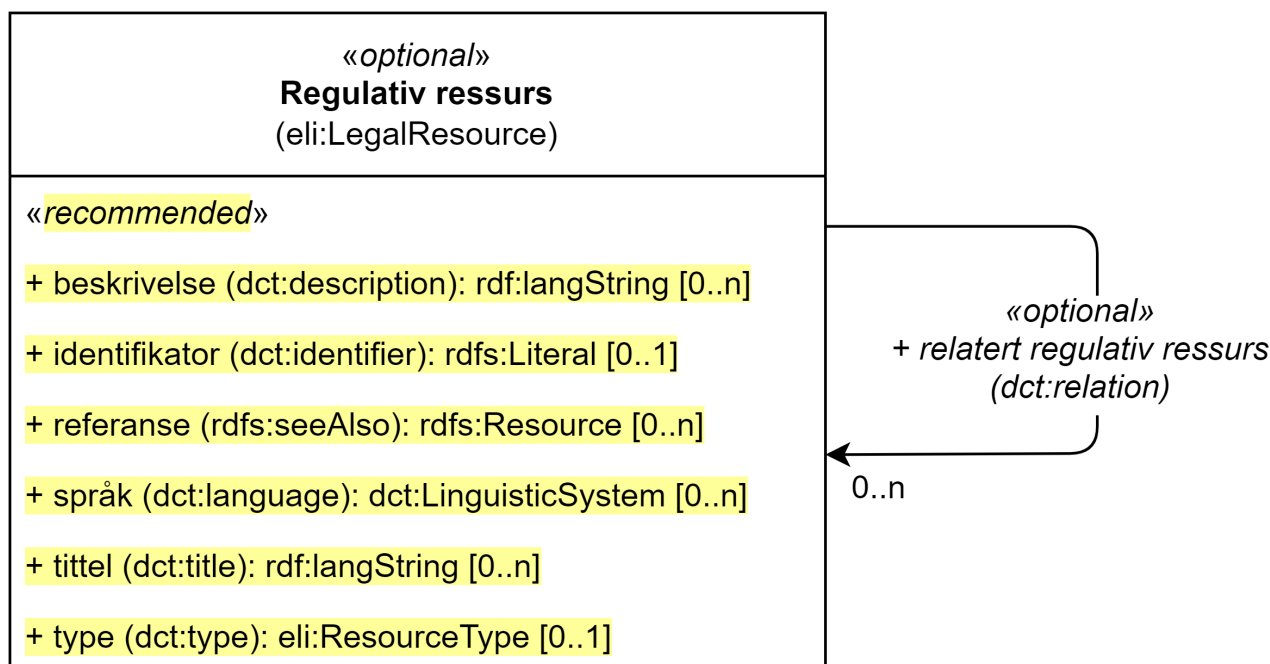 «optional»
Regulativ ressurs
(eli:LegalResource)
«recommended»
+ beskrivelse (dct:description): rdf:langString [0..n]
+ identifikator (dct:identifier): rdfs:Literal [0..1]
+ referanse (rdfs:seeAlso): rdfs:Resource [0..n]
+ språk (dct:language): dct:LinguisticSystem [0..n]
+ tittel (dct:title): rdf:langString [0..n]
+ type (dct:type): eli:ResourceType [0..1]
«optional»
+ relatert regulativ ressurs
(dct:relation)
0..n